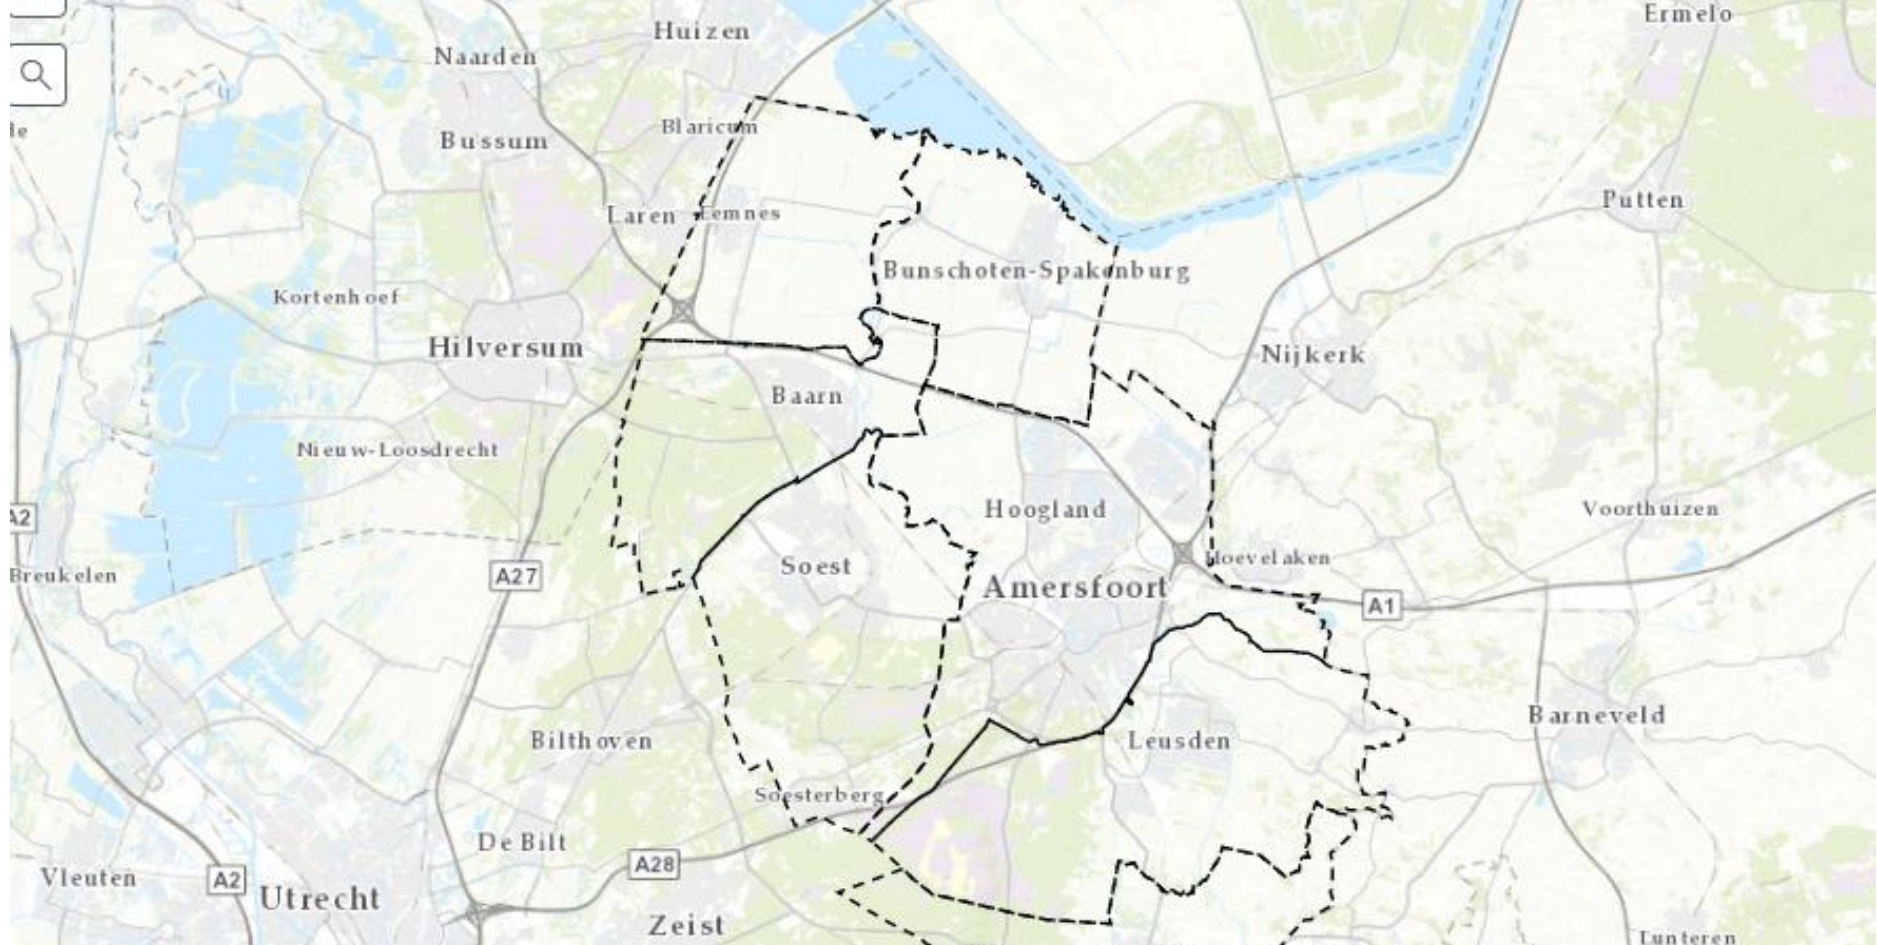 Ermelo
Huizen
Naarden
Blaricum
Bussum
Putten
Laren
Eemnes
Bunschoten-Spakenburg
Kortenhoef
Hilversum
Nijkerk
Baarn
Nieuw-Loosdrecht
Hoogland
Voorthuizen
A2
Soest
Hoevelaken
Breukelen
A27
Amersfoort
A1
Barneveld
Bilthoven
Leusden
Soesterberg
De Bilt
A28
Vleuten
A2
Utrecht
Zeist
Lunteren